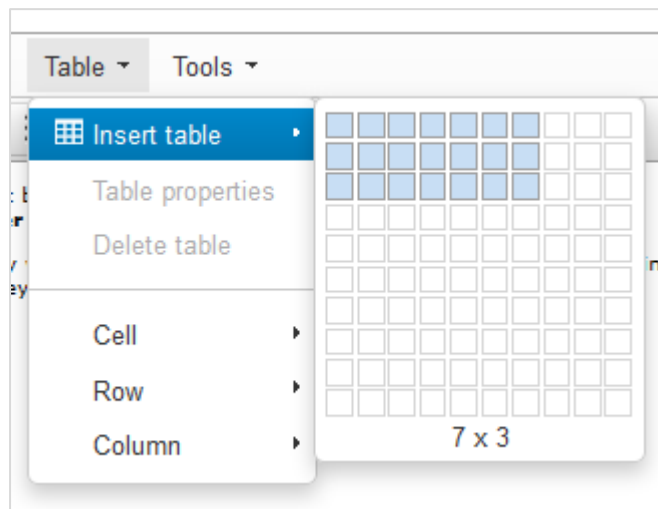 Table Tools
Insert table
Table properties
Delete table
Cell
Row
Column
7 x 3